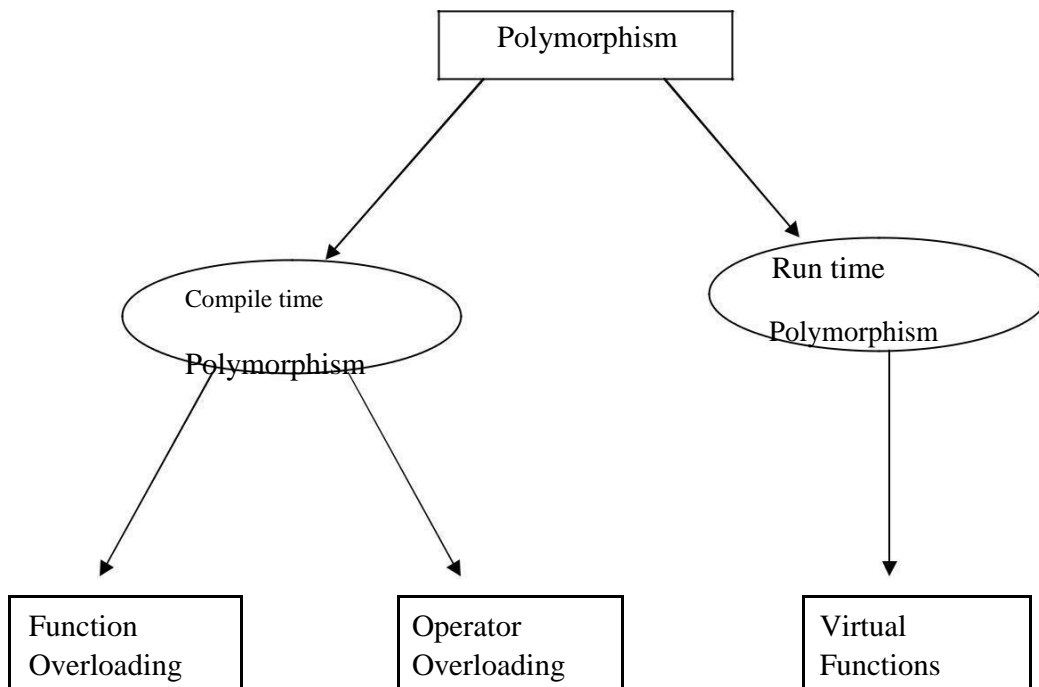 Polymorphism
Compile time
Polymorphism
Run time
Polymorphism
Function
Overloading
Operator
Overloading
Virtual
Functions